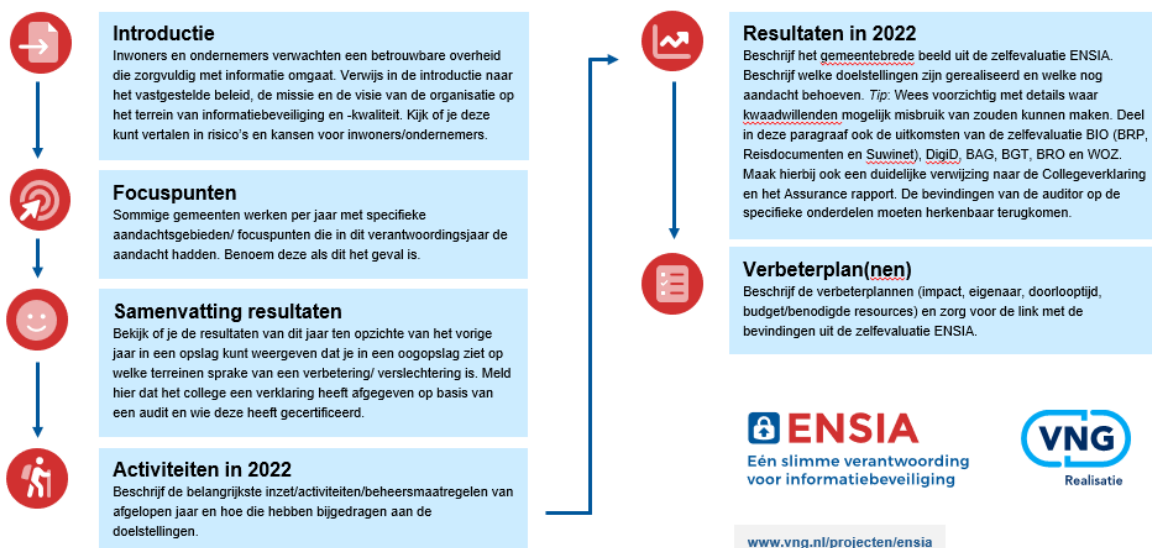 Introductie
Inwoners en ondernemers verwachten een betrouwbare overheid
die zorgvuldig met informatie omgaat. Verwijs in de introductie naar
het vastgestelde beleid, de missie en de visie van de organisatie op
het terrein van informatiebeveiliging en -kwaliteit. Kijk of je deze
kunt vertalen in risico's en kansen voor inwoners/ondernemers.
Focuspunten
Sommige gemeenten werken per jaar met specifieke
aandachtsgebieden/ focuspunten die in dit verantwoordingsjaar de
aandacht hadden. Benoem deze als dit het geval is.
Samenvatting resultaten
Bekijk of je de resultaten van dit jaar ten opzichte van het vorige
jaar in een opslag kunt weergeven dat je in een oogopslag ziet op
welke terreinen sprake van een verbetering/ verslechtering is. Meld
hier dat het college een verklaring heeft afgegeven op basis van
een audit en wie deze heeft gecertificeerd.
Activiteiten in 2022
Beschrijf de belangrijkste inzet/activiteiten/beheersmaatregelen van
afgelopen jaar en hoe die hebben bijgedragen aan de
doelstellingen.
Resultaten in 2022
Beschrijf het gemeentebrede beeld uit de zelfevaluatie ENSIA.
Beschrijf welke doelstellingen zijn gerealiseerd en welke nog
aandacht behoeven. Tip: Wees voorzichtig met details waar
kwaadwillenden mogelijk misbruik van zouden kunnen maken. Deel
in deze paragraaf ook de uitkomsten van de zelfevaluatie BIO (BRP,
Reisdocumenten en Suwinet), DigiD, BAG, BGT, BRO en WOZ.
Maak hierbij ook een duidelijke verwijzing naar de Collegeverklaring
en het Assurance rapport. De bevindingen van de auditor op de
specifieke onderdelen moeten herkenbaar terugkomen.
Verbeterplan(nen)
Beschrijf de verbeterplannen (impact, eigenaar, doorlooptijd,
budget/benodigde resources) en zorg voor de link met de
bevindingen uit de zelfevaluatie ENSIA.
ENSIA
Eén slimme verantwoording
voor informatiebeveiliging
VNG
Realisatie
www.vng.nl/projecten/ensia